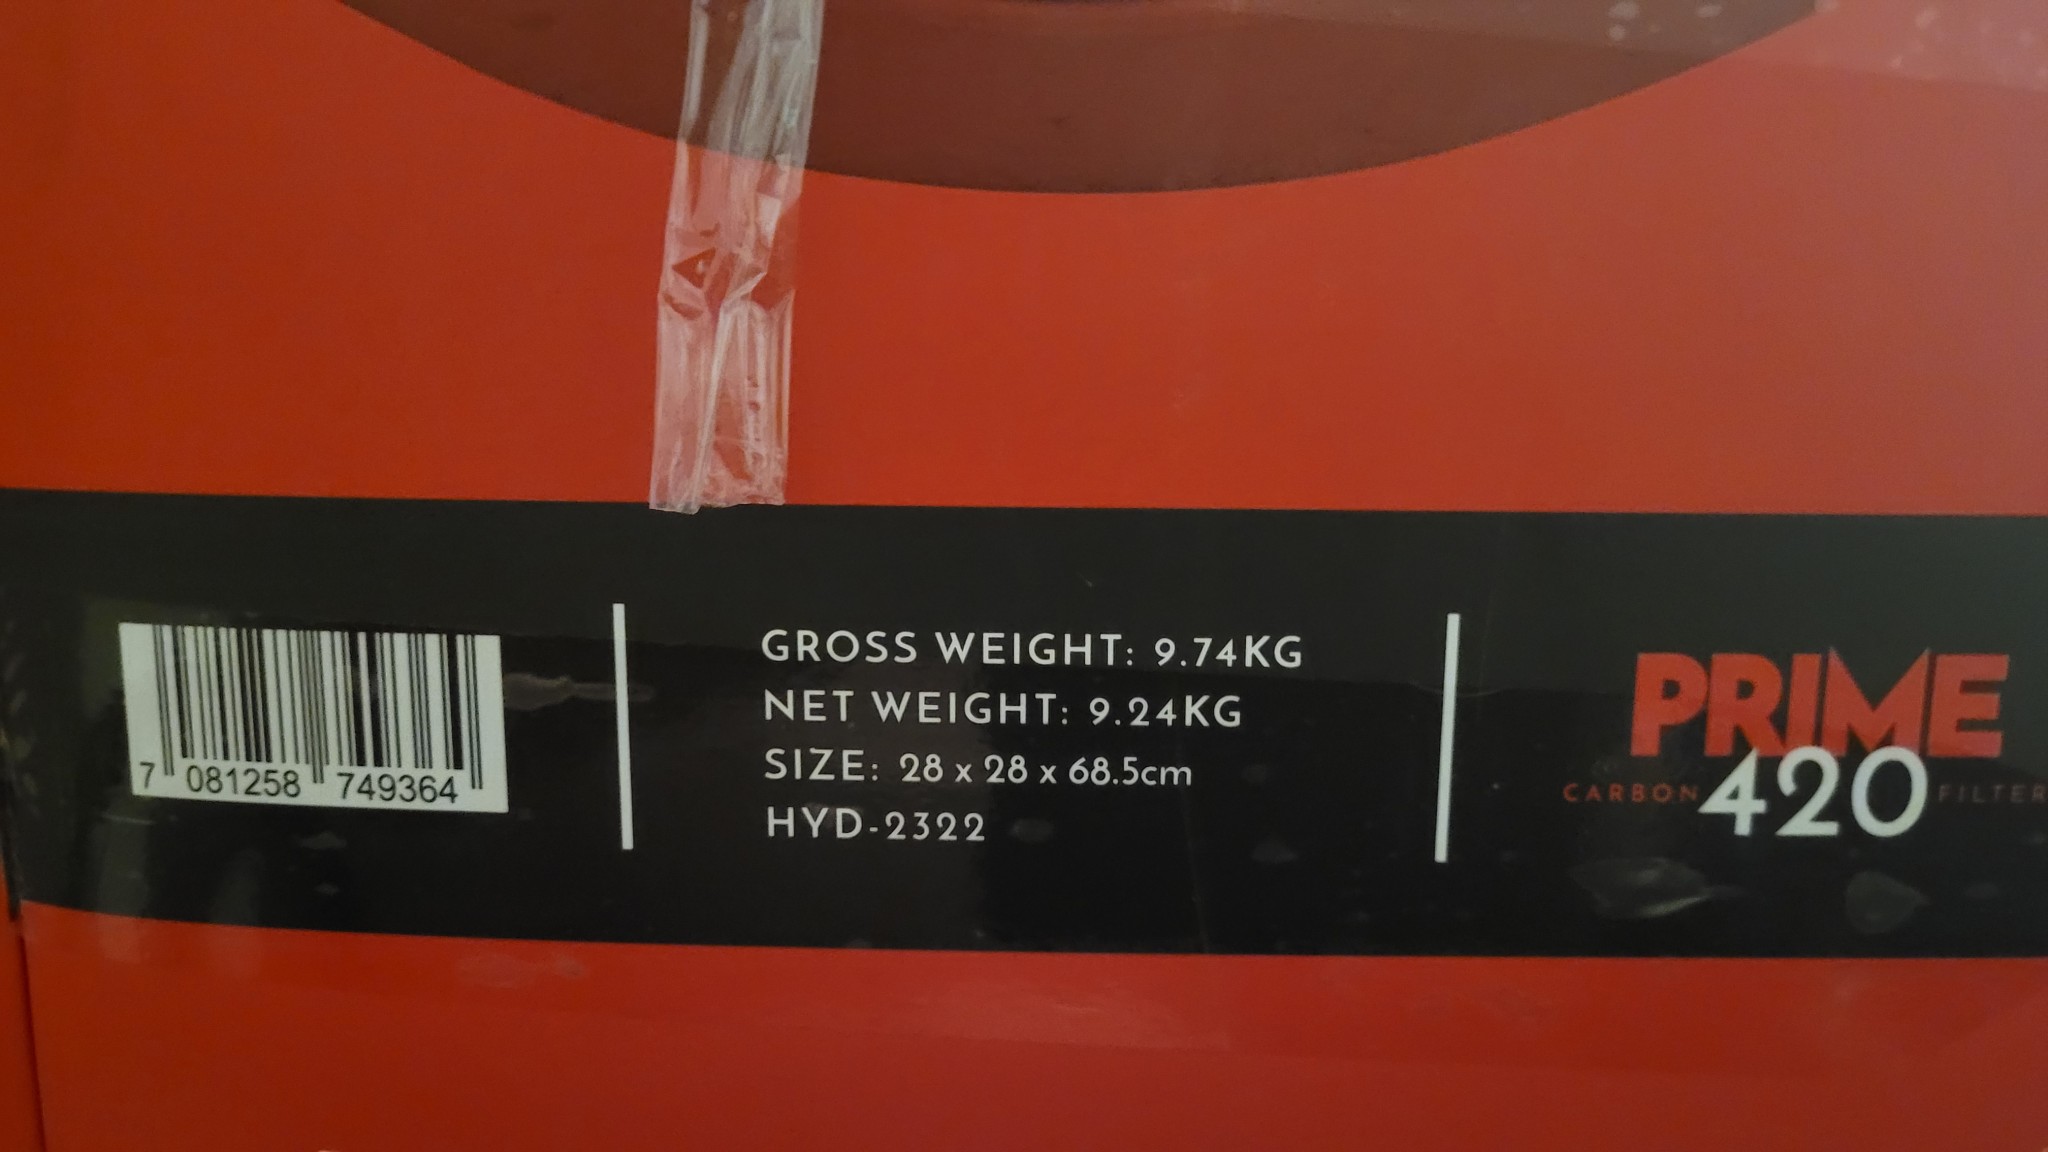 7 081258 749364
GROSS WEIGHT: 9.74KG
NET WEIGHT: 9.24KG
SIZE: 28 x 28 x 68.5cm
HYD-2322
PRIME
CARBON 420 FILTER